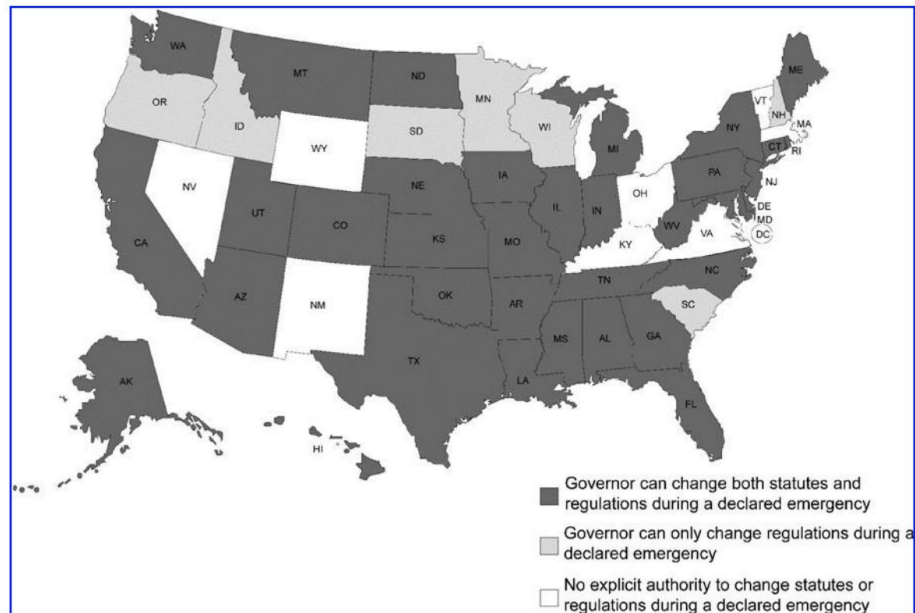 WA
MT
ND
ME
OR
ID
MN
VT
NH
MA
SD
WI
NY
WY
MI
CT
RI
NV
NE
IA
PA
NJ
UT
CO
IL
IN
OH
WV
DE
MD
VA
DC
CA
KS
MO
KY
AZ
NM
OK
AR
TN
NC
SC
TX
MS
AL
GA
LA
AK
HI
FL
Governor can change both statutes and
regulations during a declared emergency
Governor can only change regulations during a
declared emergency
No explicit authority to change statutes or
regulations during a declared emergency